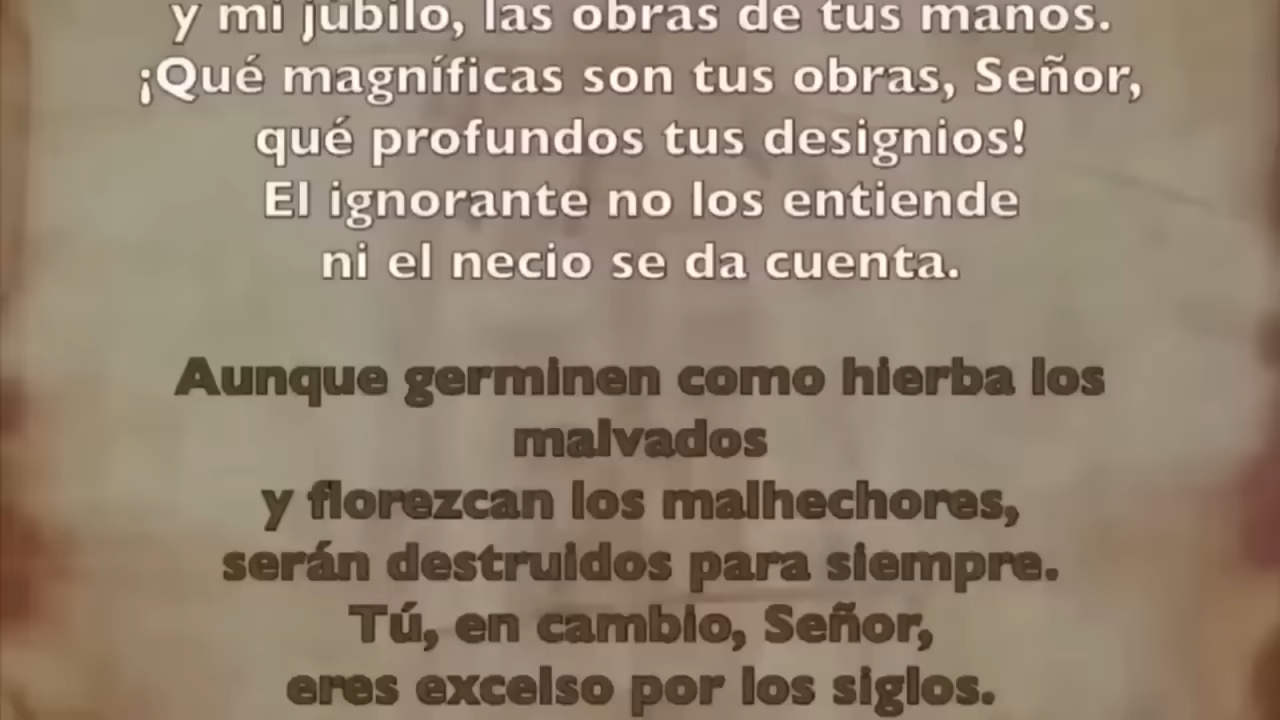 y mi júbilo, las obras de tus manos.
¡Qué magníficas son tus obras, Señor,
qué profundos tus designios!
El ignorante no los entiende
ni el necio se da cuenta.
Aunque germinen como hierba los
malvados
y florezcan los malhechores,
serán destruidos para siempre.
Tú, en cambio, Señor,
eres excelso por los siglos.